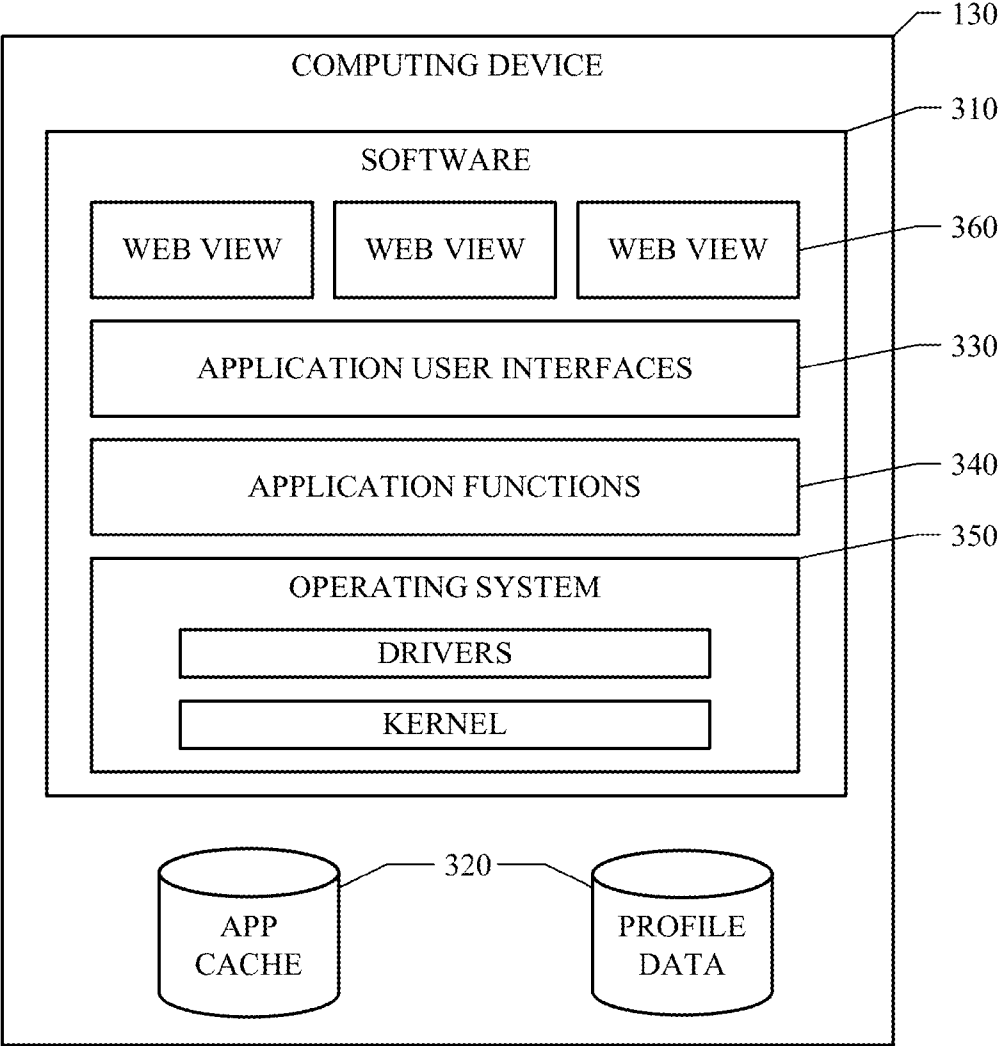 130
COMPUTING DEVICE
310
SOFTWARE
WEB VIEW WEB VIEW WEB VIEW 360
APPLICATION USER INTERFACES 330
APPLICATION FUNCTIONS 340
350
OPERATING SYSTEM
DRIVERS
KERNEL
320
APP
CACHE
PROFILE
DATA